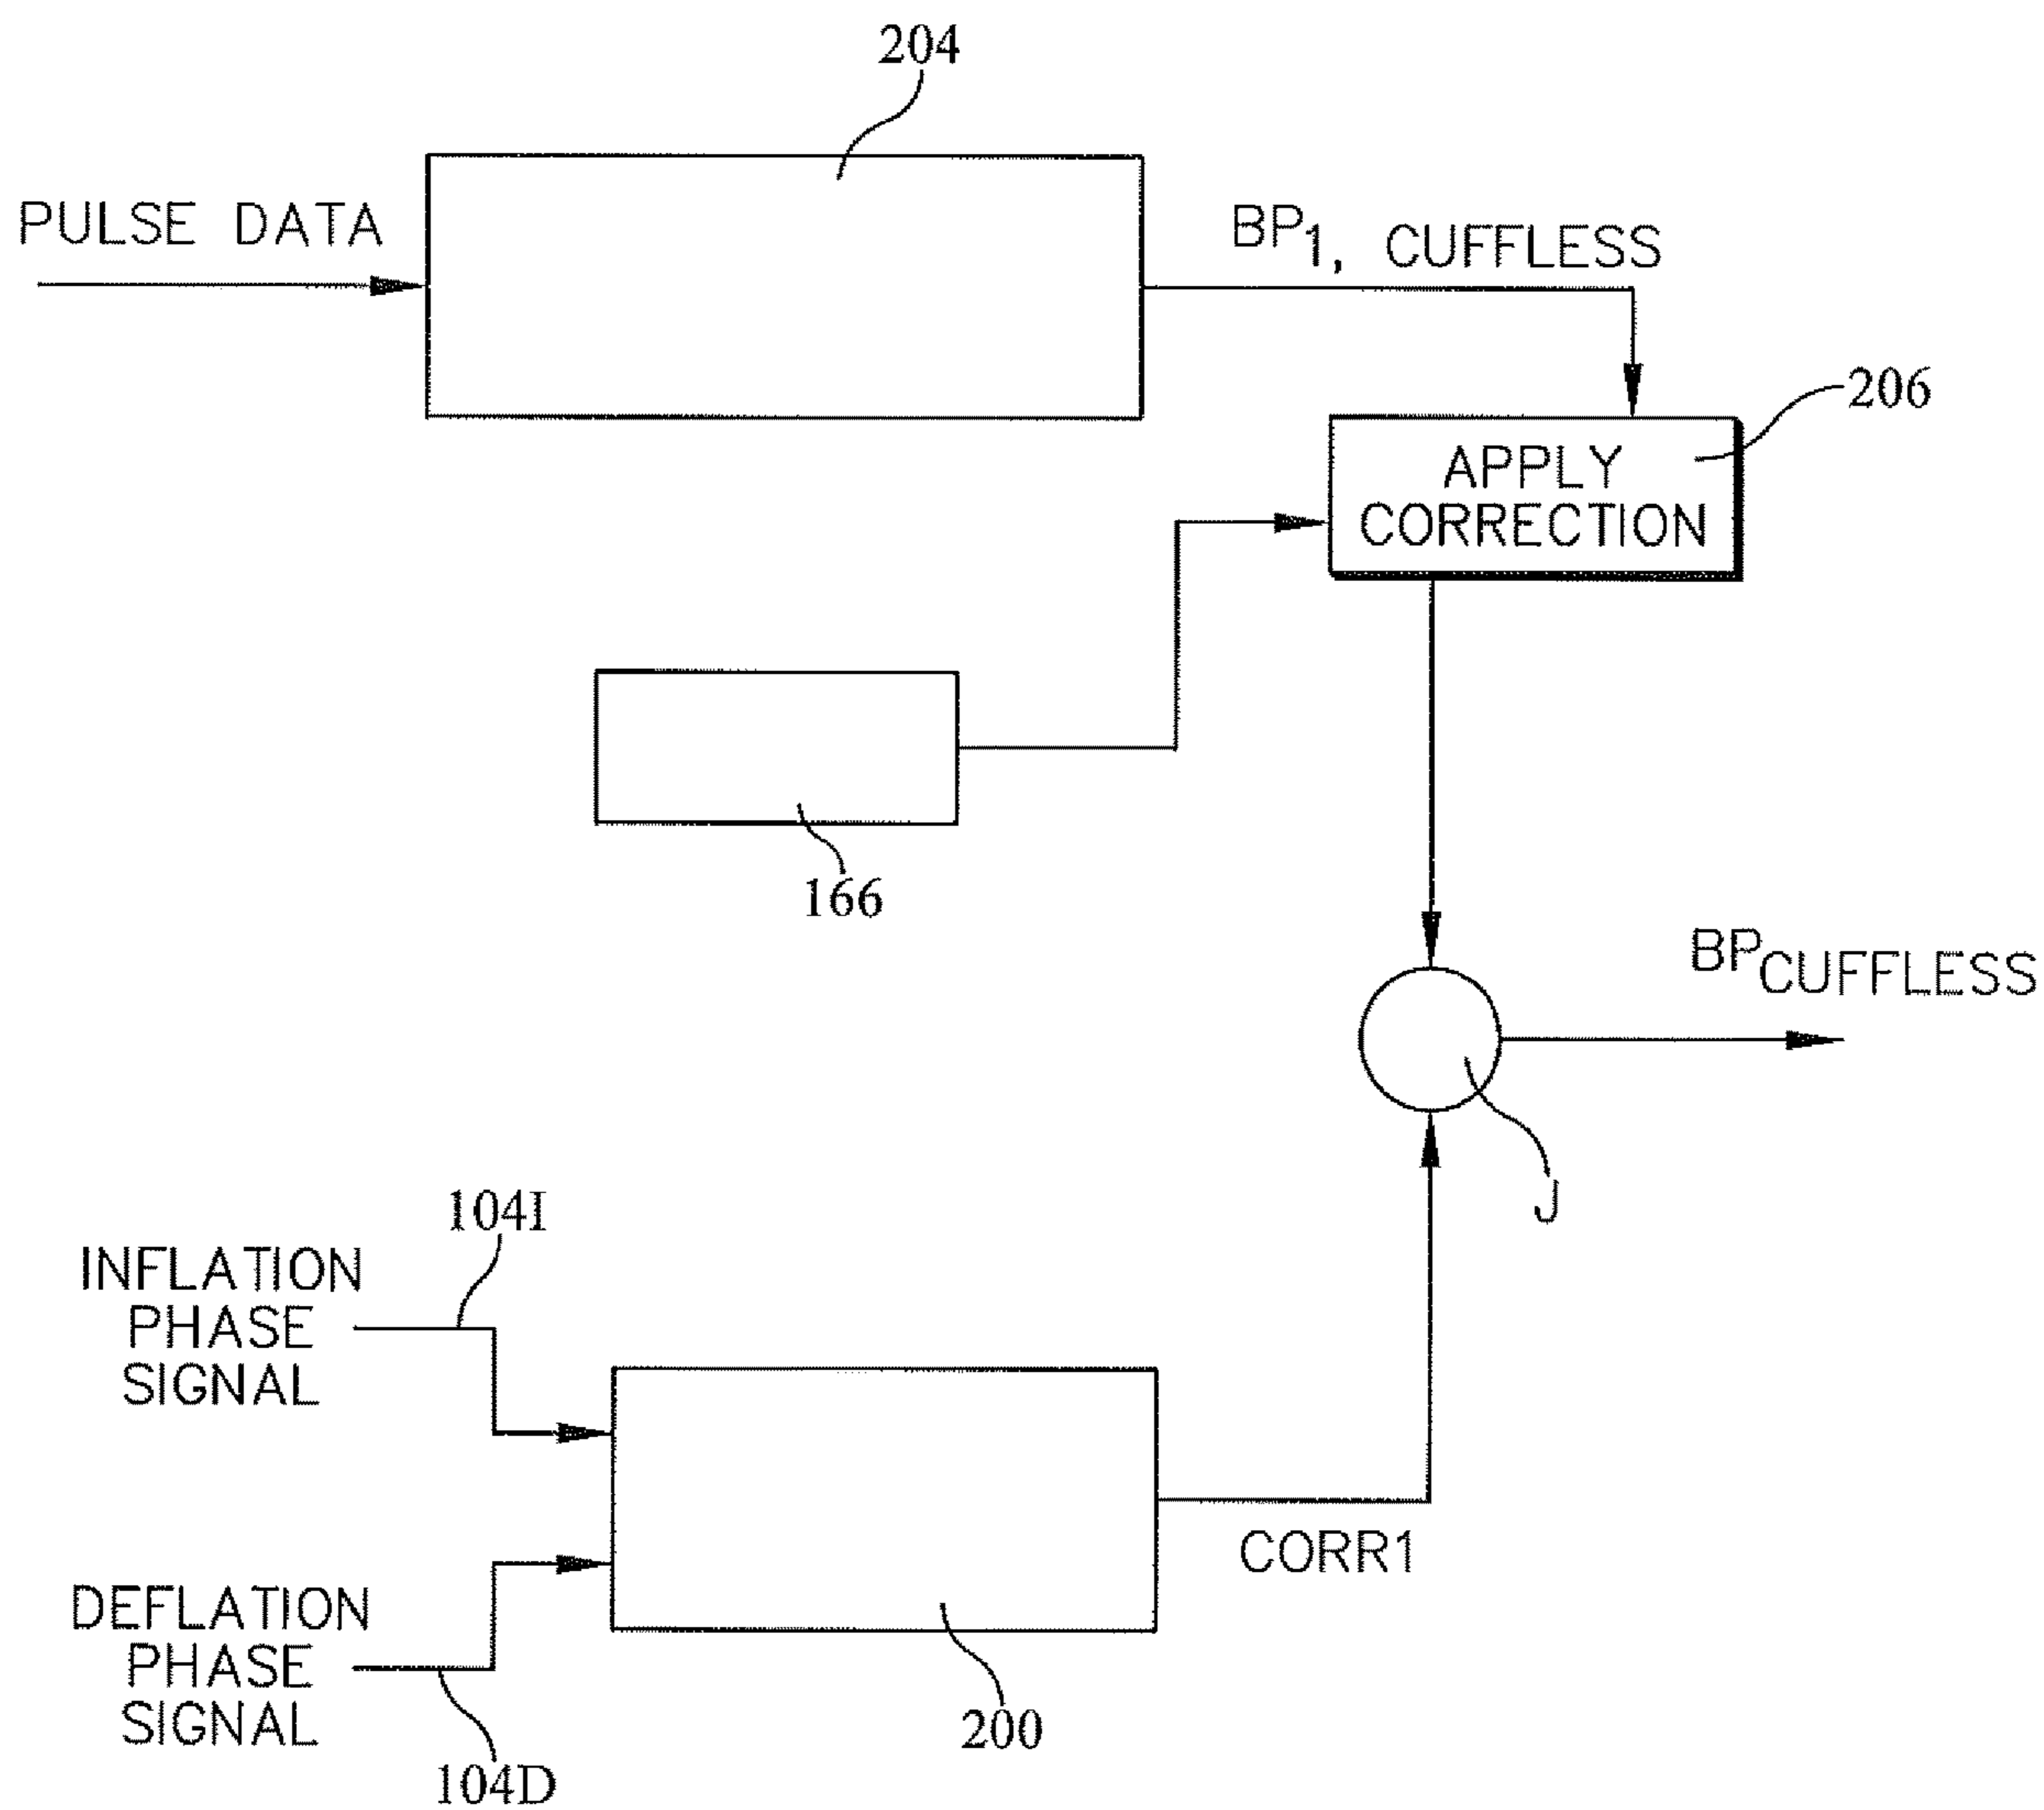 204
PULSE DATA
BP1, CUFFLESS
206
APPLY
CORRECTION
166
BPCUFFLESS
J
104I
INFLATION
PHASE
SIGNAL
CORR1
DEFLATION
PHASE
SIGNAL
200
104D